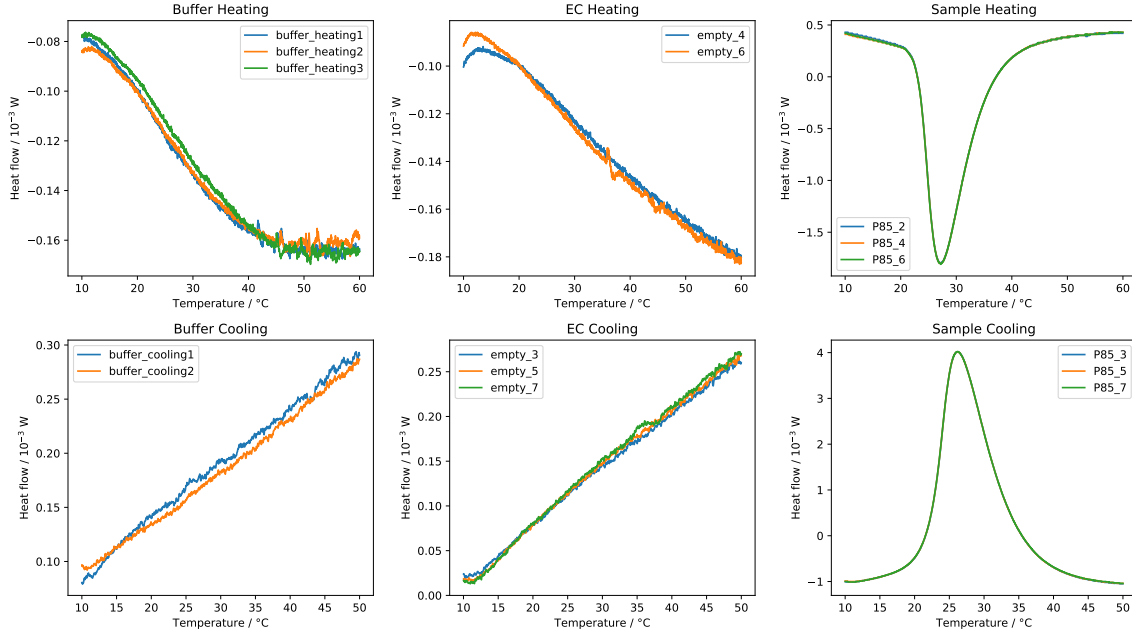 Buffer Heating
Heat flow / 10⁻³ W
−0.08
−0.10
−0.12
−0.14
−0.16
buffer_heating1
buffer_heating2
buffer_heating3
10 20 30 40 50 60
Temperature / °C
EC Heating
Heat flow / 10⁻³ W
−0.10
−0.12
−0.14
−0.16
−0.18
empty_4
empty_6
10 20 30 40 50 60
Temperature / °C
Sample Heating
Heat flow / 10⁻³ W
0.5
0.0
−0.5
−1.0
−1.5
P85_2
P85_4
P85_6
10 20 30 40 50 60
Temperature / °C
Buffer Cooling
Heat flow / 10⁻³ W
0.30
0.25
0.20
0.15
0.10
buffer_cooling1
buffer_cooling2
10 15 20 25 30 35 40 45 50
Temperature / °C
EC Cooling
Heat flow / 10⁻³ W
0.25
0.20
0.15
0.10
0.05
0.00
empty_3
empty_5
empty_7
10 15 20 25 30 35 40 45 50
Temperature / °C
Sample Cooling
Heat flow / 10⁻³ W
4
3
2
1
0
−1
P85_3
P85_5
P85_7
10 15 20 25 30 35 40 45 50
Temperature / °C